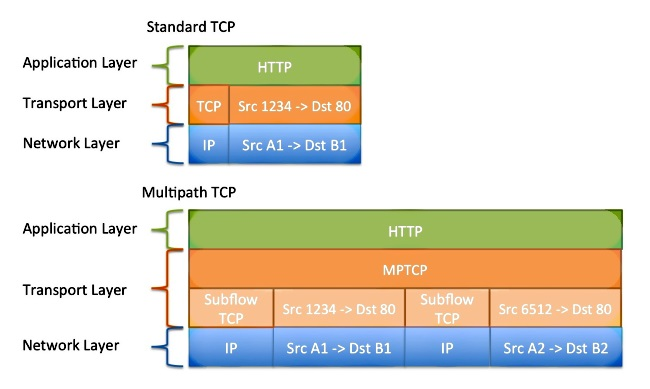 Standard TCP
Application Layer
HTTP
Transport Layer
TCP
Src 1234 -> Dst 80
Network Layer
IP
Src A1 -> Dst B1
Multipath TCP
Application Layer
HTTP
Transport Layer
MPTCP
Subflow
TCP
Src 1234 -> Dst 80
Subflow
TCP
Src 6512 -> Dst 80
Network Layer
IP
Src A1 -> Dst B1
IP
Src A2 -> Dst B2